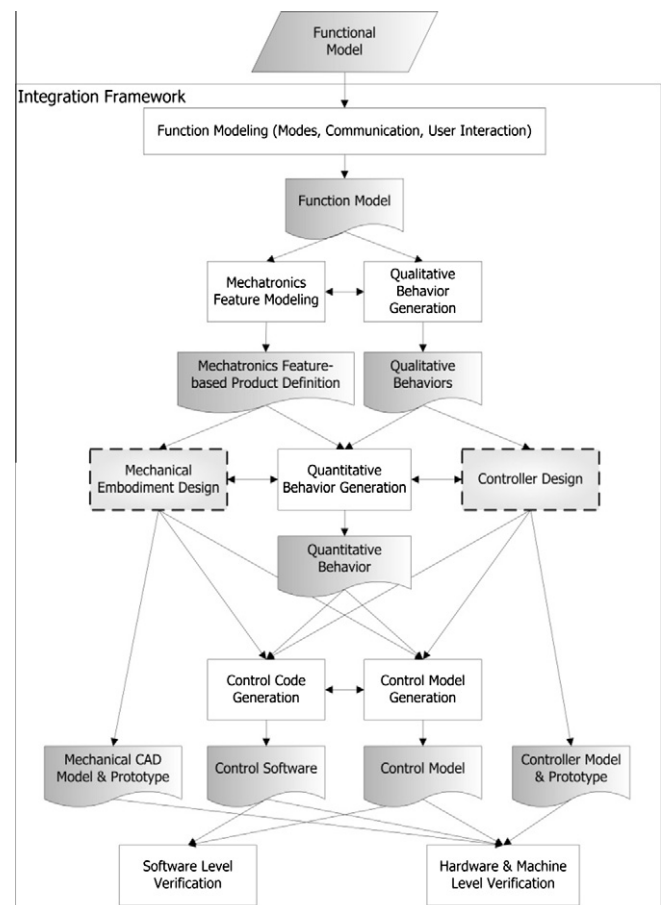 Functional
Model
Integration Framework
Function Modeling (Modes, Communication, User Interaction)
Function Model
Mechatronics
Feature Modeling
Qualitative
Behavior
Generation
Mechatronics Feature-
based Product Definition
Qualitative
Behaviors
Mechanical
Embodiment Design
Quantitative
Behavior Generation
Controller Design
Quantitative
Behavior
Control Code
Generation
Control Model
Generation
Mechanical CAD
Model & Prototype
Control Software
Control Model
Controller Model
& Prototype
Software Level
Verification
Hardware & Machine
Level Verification